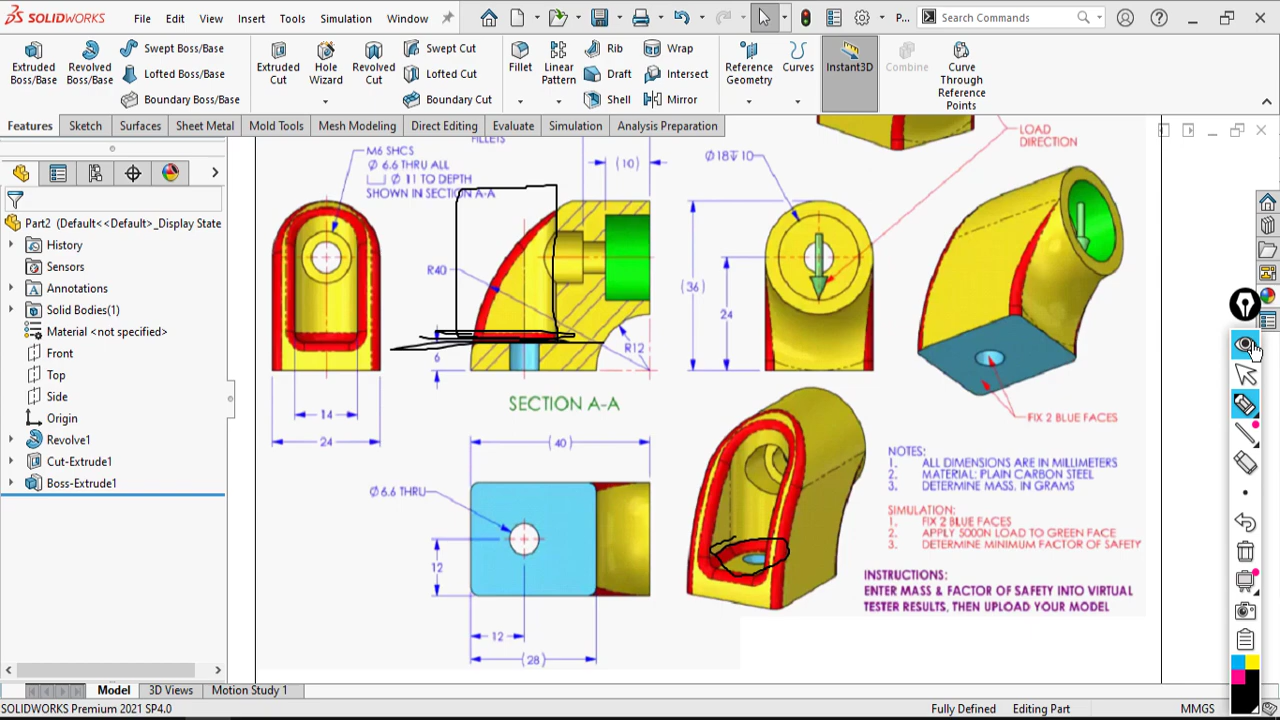 SOLIDWORKS File Edit View Insert Tools Simulation Window P... Search Commands
Extruded Boss/Base
Revolved Boss/Base
Swept Boss/Base
Lofted Boss/Base
Boundary Boss/Base
Extruded Cut
Hole Wizard
Revolved Cut
Swept Cut
Lofted Cut
Boundary Cut
Fillet
Linear Pattern
Rib
Draft
Shell
Wrap
Intersect
Mirror
Reference Geometry
Curves
Instant3D
Combine
Curve Through Reference Points
Features Sketch Surfaces Sheet Metal Mold Tools Mesh Modeling Direct Editing Evaluate Simulation Analysis Preparation
Part2 (Default<<Default>_Display State
History
Sensors
Annotations
Solid Bodies(1)
Material <not specified>
Front
Top
Side
Origin
Revolve1
Cut-Extrude1
Boss-Extrude1
FILLETS
M6 SHCS
Ø 6.6 THRU ALL
⌴ Ø 11 TO DEPTH
SHOWN IN SECTION A-A
(10)
Ø18↧10
LOAD
DIRECTION
R40
(36)
24
R12
6
14
24
SECTION A-A
FIX 2 BLUE FACES
(40)
Ø 6.6 THRU
12
12
(28)
NOTES:
1. ALL DIMENSIONS ARE IN MILLIMETERS
2. MATERIAL: PLAIN CARBON STEEL
3. DETERMINE MASS, IN GRAMS
SIMULATION:
1. FIX 2 BLUE FACES
2. APPLY 5000N LOAD TO GREEN FACE
3. DETERMINE MINIMUM FACTOR OF SAFETY
INSTRUCTIONS:
ENTER MASS & FACTOR OF SAFETY INTO VIRTUAL
TESTER RESULTS, THEN UPLOAD YOUR MODEL
Model 3D Views Motion Study 1
SOLIDWORKS Premium 2021 SP4.0 Fully Defined Editing Part MMGS